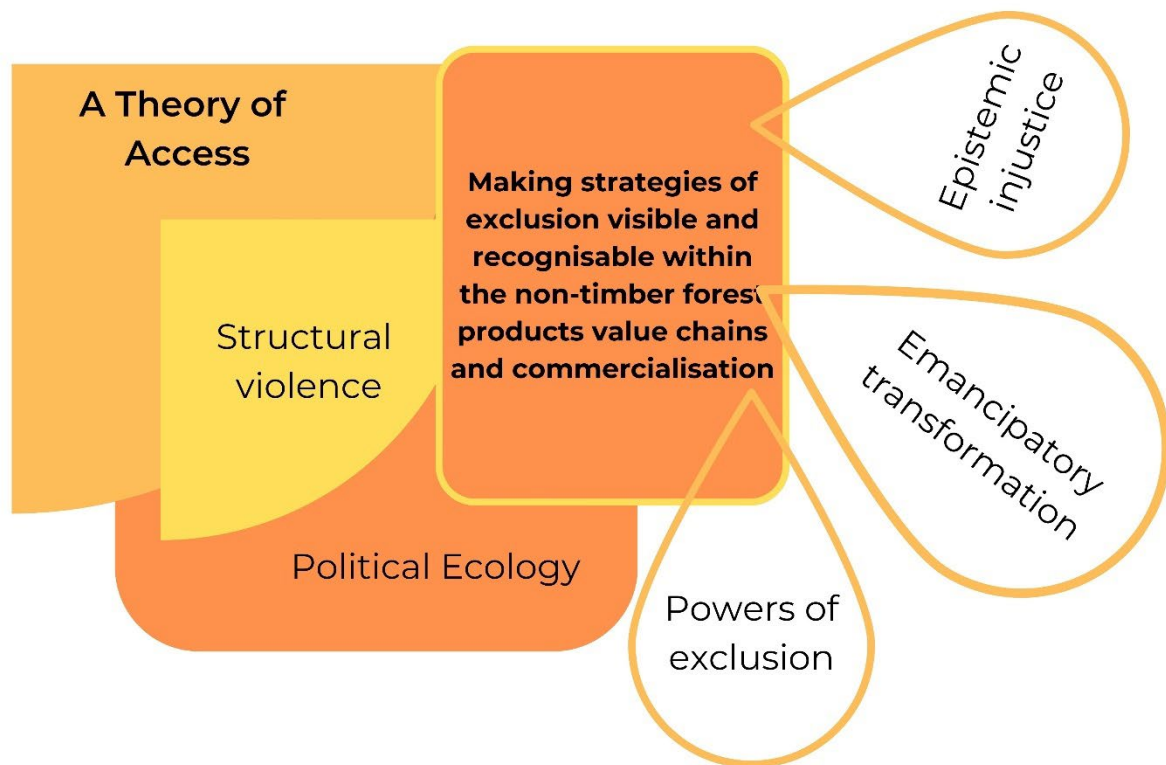 A Theory of
Access
Making strategies of
exclusion visible and
recognisable within
the non-timber forest
products value chains
and commercialisation
Structural
violence
Political Ecology
Epistemic
injustice
Emancipatory
transformation
Powers of
exclusion